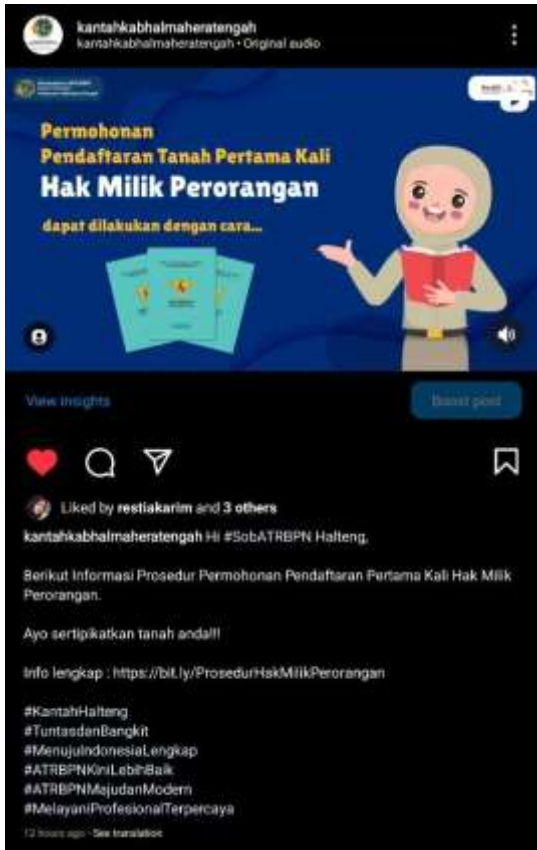 kantahkabhalmaheratengah
kantahkabhalmaheratengah • Original audio
Permohonan
Pendaftaran Tanah Pertama Kali
Hak Milik Perorangan
dapat dilakukan dengan cara...
View insights
Boost post
Liked by restiakarim and 3 others
kantahkabhalmaheratengah Hi #SobATRBPN Halteng,
Berikut Informasi Prosedur Permohonan Pendaftaran Pertama Kali Hak Milik
Perorangan.
Ayo sertipikatkan tanah anda!!!
Info lengkap : https://bit.ly/ProsedurHakMilikPerorangan
#KantahHalteng
#TuntasdanBangkit
#MenujuIndonesiaLengkap
#ATRBPNKiniLebihBaik
#ATRBPNMajudanModern
#MelayaniProfesionalTerpercaya
12 hours ago • See translation